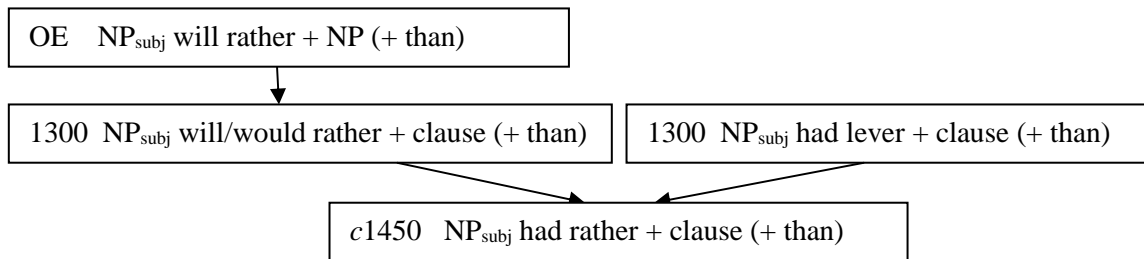 OE NPsubj will rather + NP (+ than)
1300 NPsubj will/would rather + clause (+ than)
1300 NPsubj had lever + clause (+ than)
c1450 NPsubj had rather + clause (+ than)